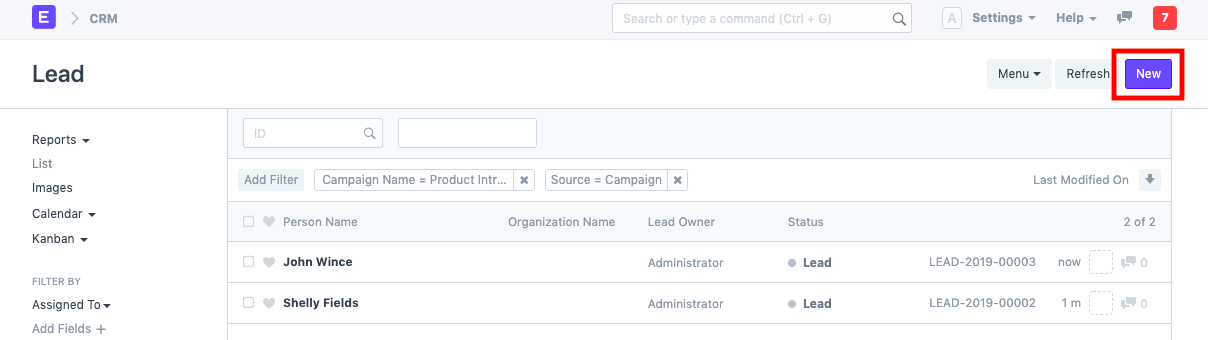 E CRM Search or type a command (Ctrl + G) A Settings Help 7
Lead Menu Refresh New
Reports ID
List
Add Filter Campaign Name = Product Intr... × Source = Campaign × Last Modified On
Images
Calendar Person Name Organization Name Lead Owner Status 2 of 2
Kanban
John Wince Administrator Lead LEAD-2019-00003 now 0
FILTER BY
Assigned To Shelly Fields Administrator Lead LEAD-2019-00002 1 m 0
Add Fields +